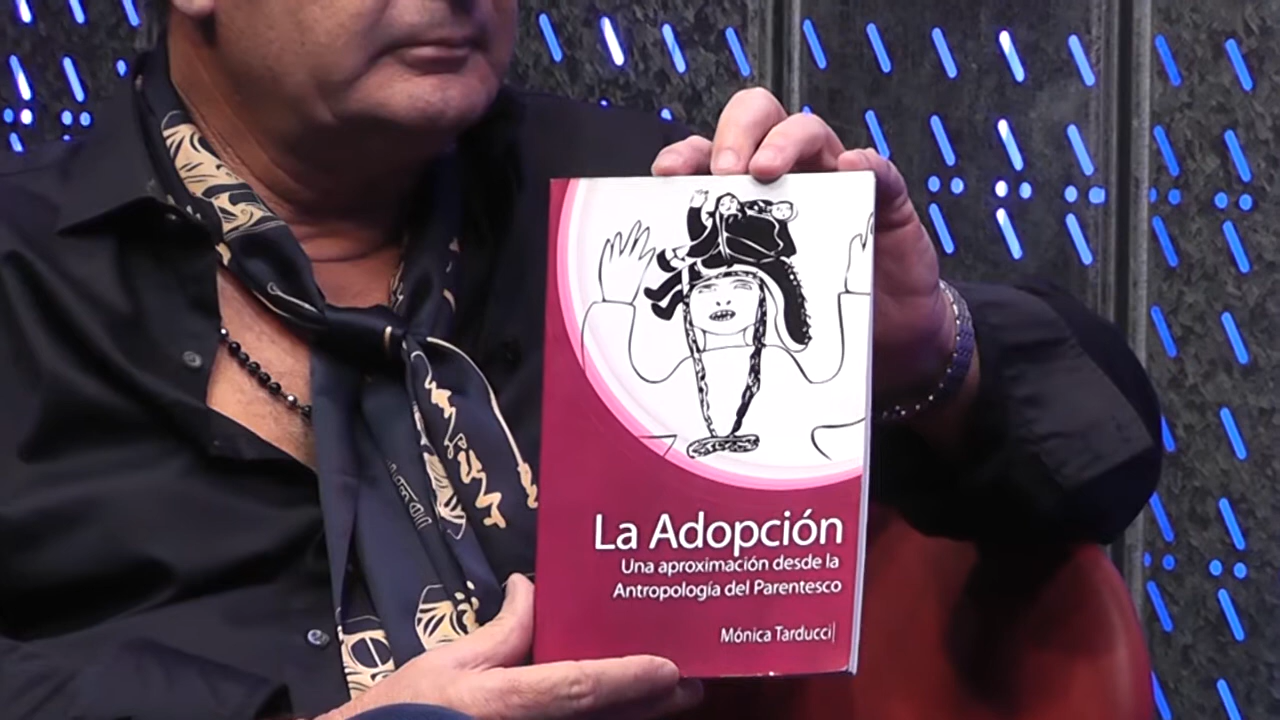 La Adopción
Una aproximación desde la
Antropología del Parentesco
Mónica Tarducci